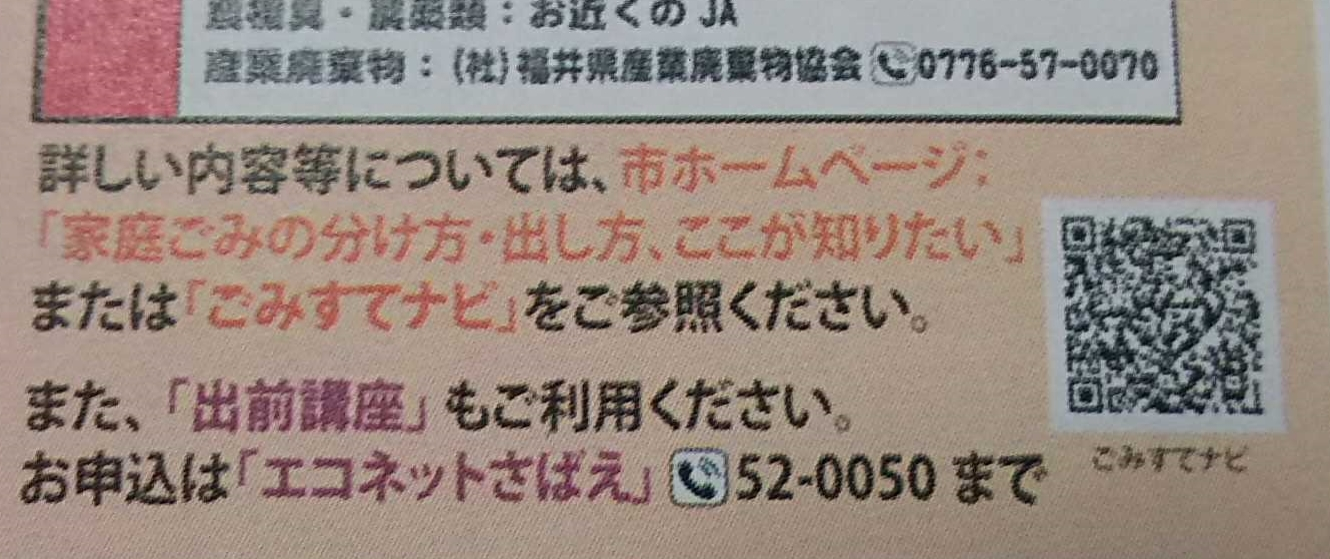 農機具・農薬類：お近くのJA
産業廃棄物：(社)福井県産業廃棄物協会 0776-57-0070
詳しい内容等については、市ホームページ；
「家庭ごみの分け方・出し方、ここが知りたい」
または「ごみすてナビ」をご参照ください。
また、「出前講座」もご利用ください。
お申込は「エコネットさばえ」52-0050 まで
ごみすてナビ